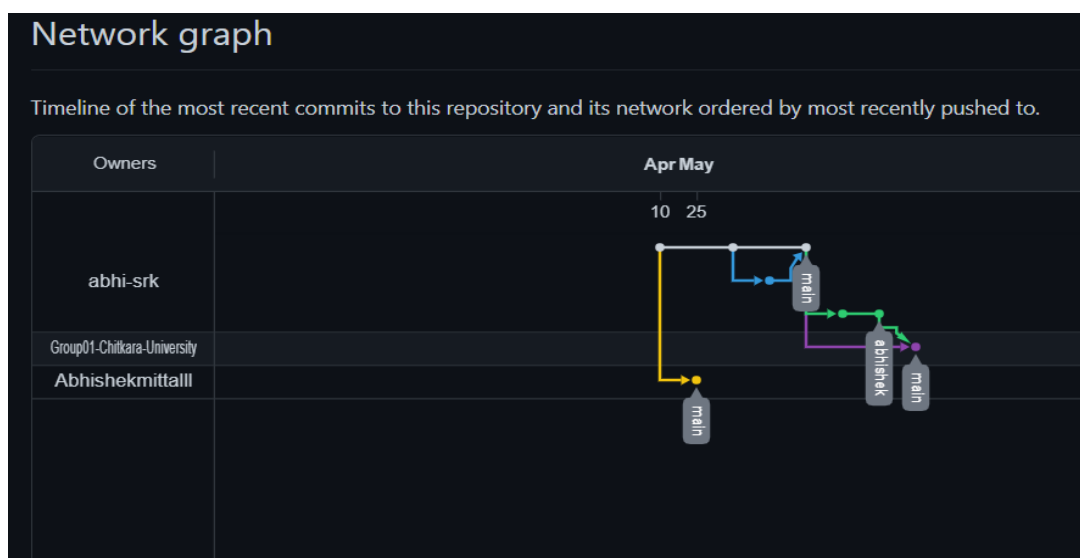 Network graph
Timeline of the most recent commits to this repository and its network ordered by most recently pushed to.
Owners
Apr May
10 25
abhi-srk
main
Group01-Chitkara-University
abhishek
main
Abhishekmittalll
main